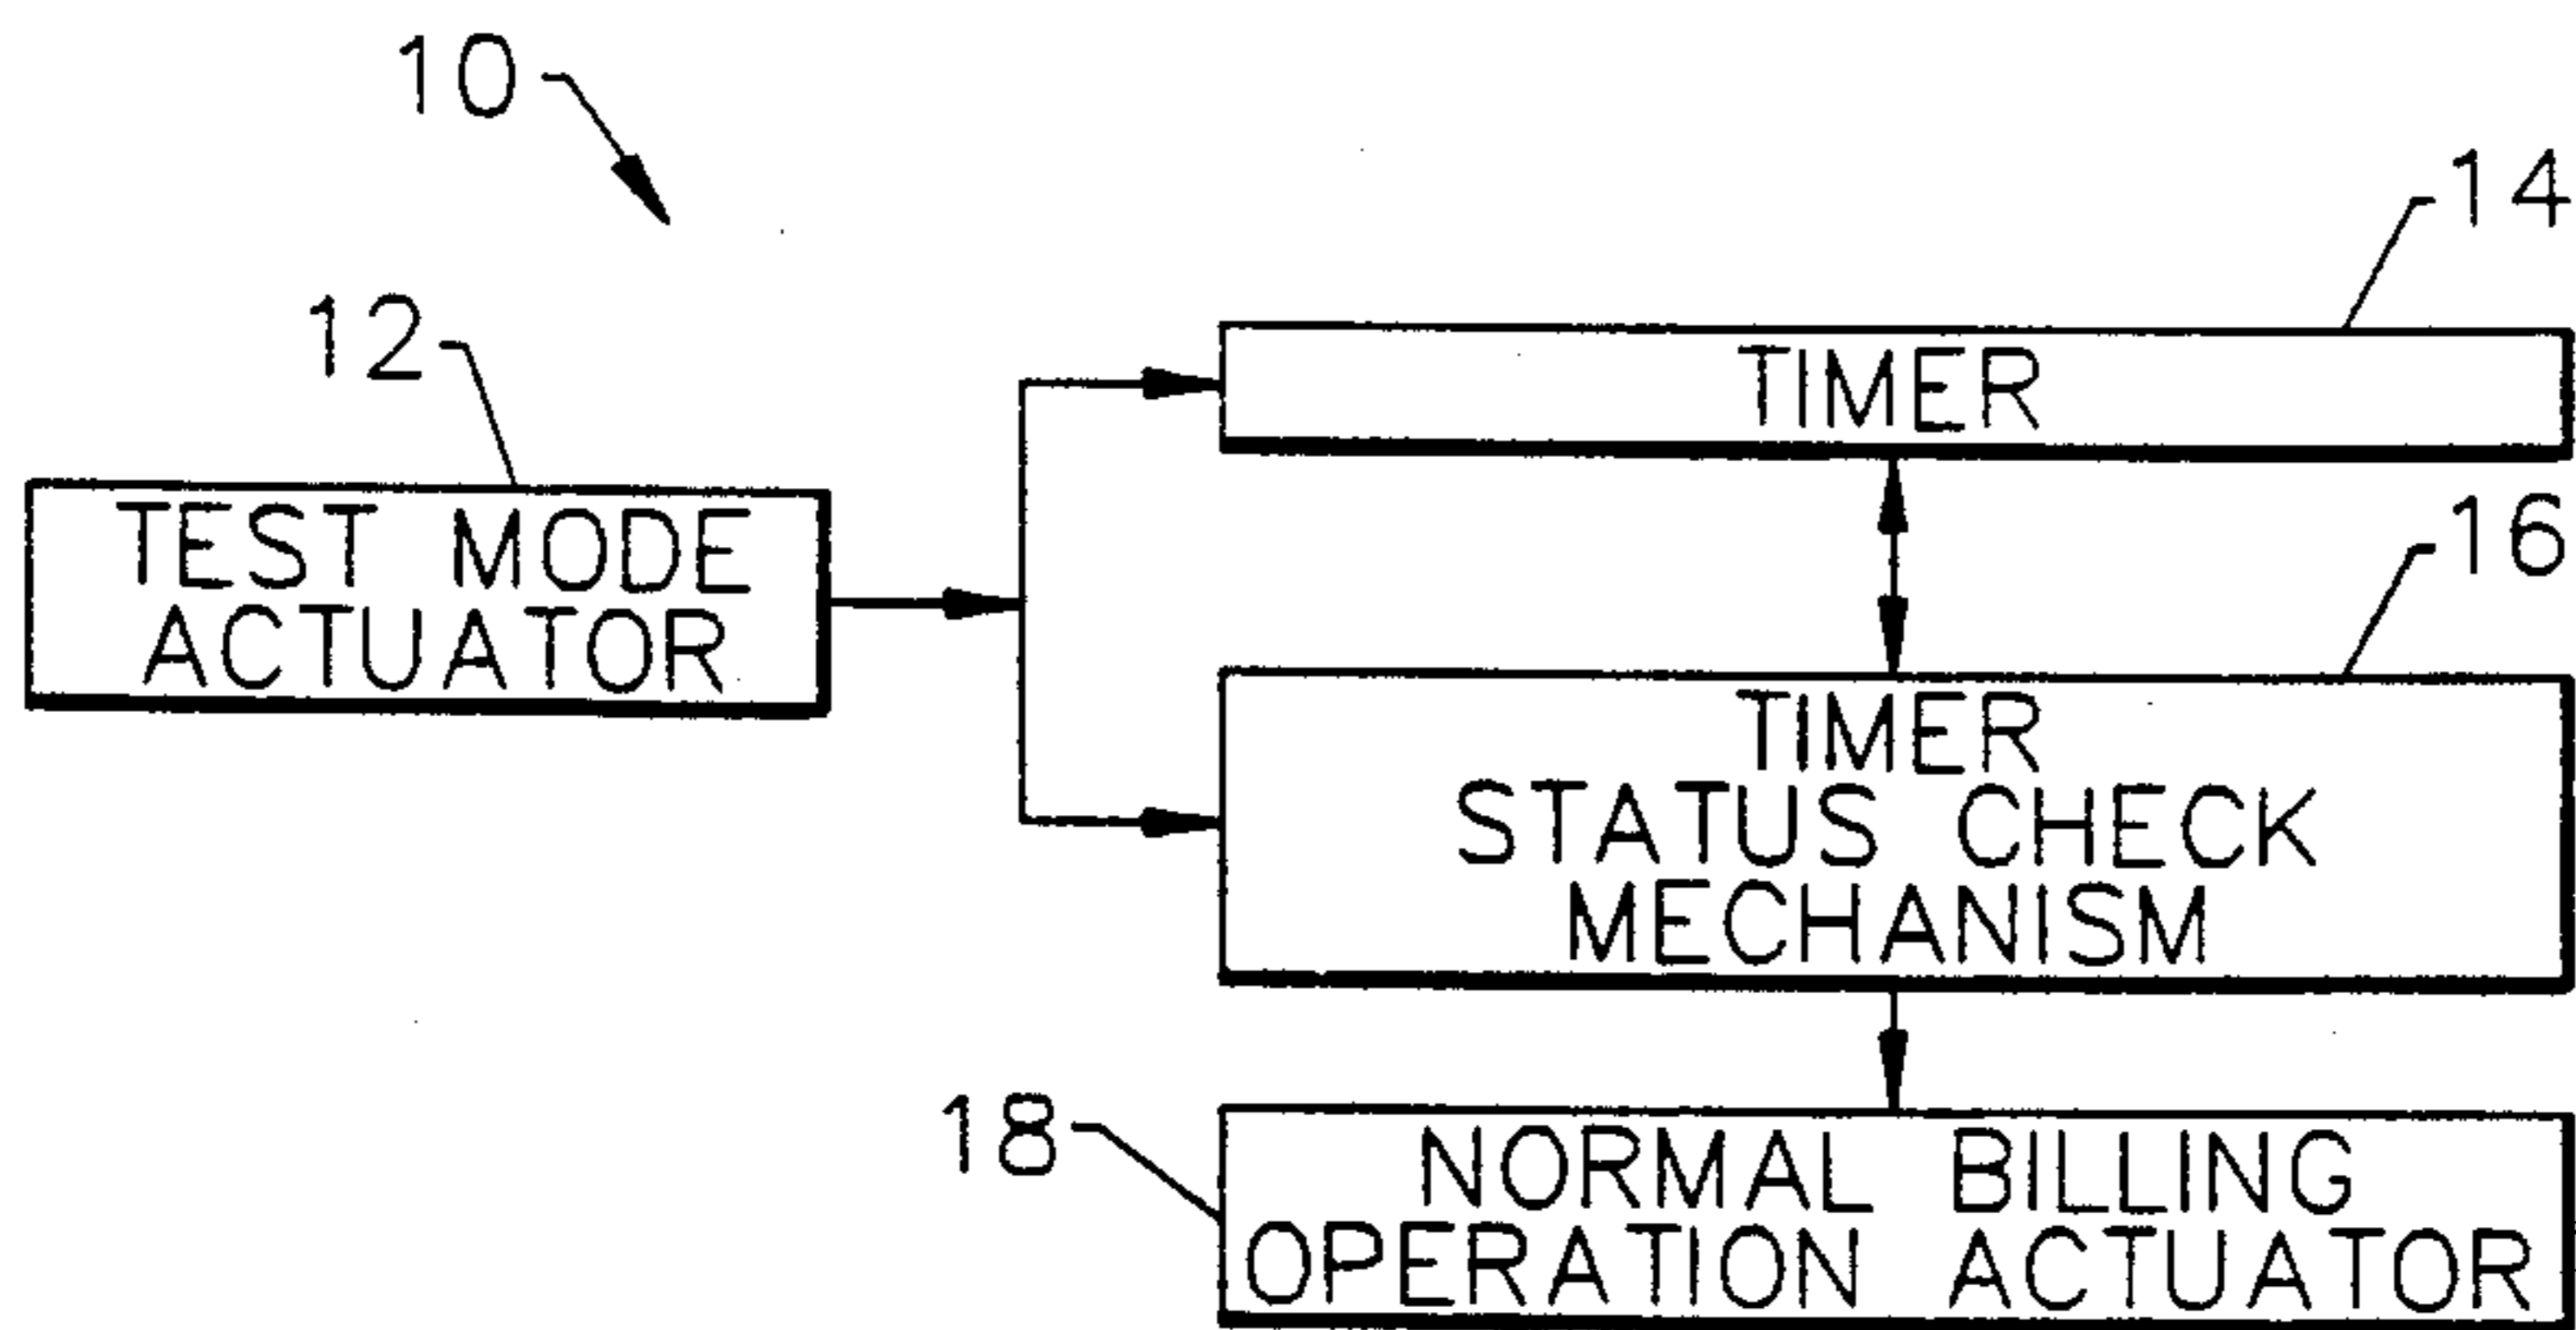 10
12
14
TIMER
TEST MODE
ACTUATOR
16
TIMER
STATUS CHECK
MECHANISM
18
NORMAL BILLING
OPERATION ACTUATOR